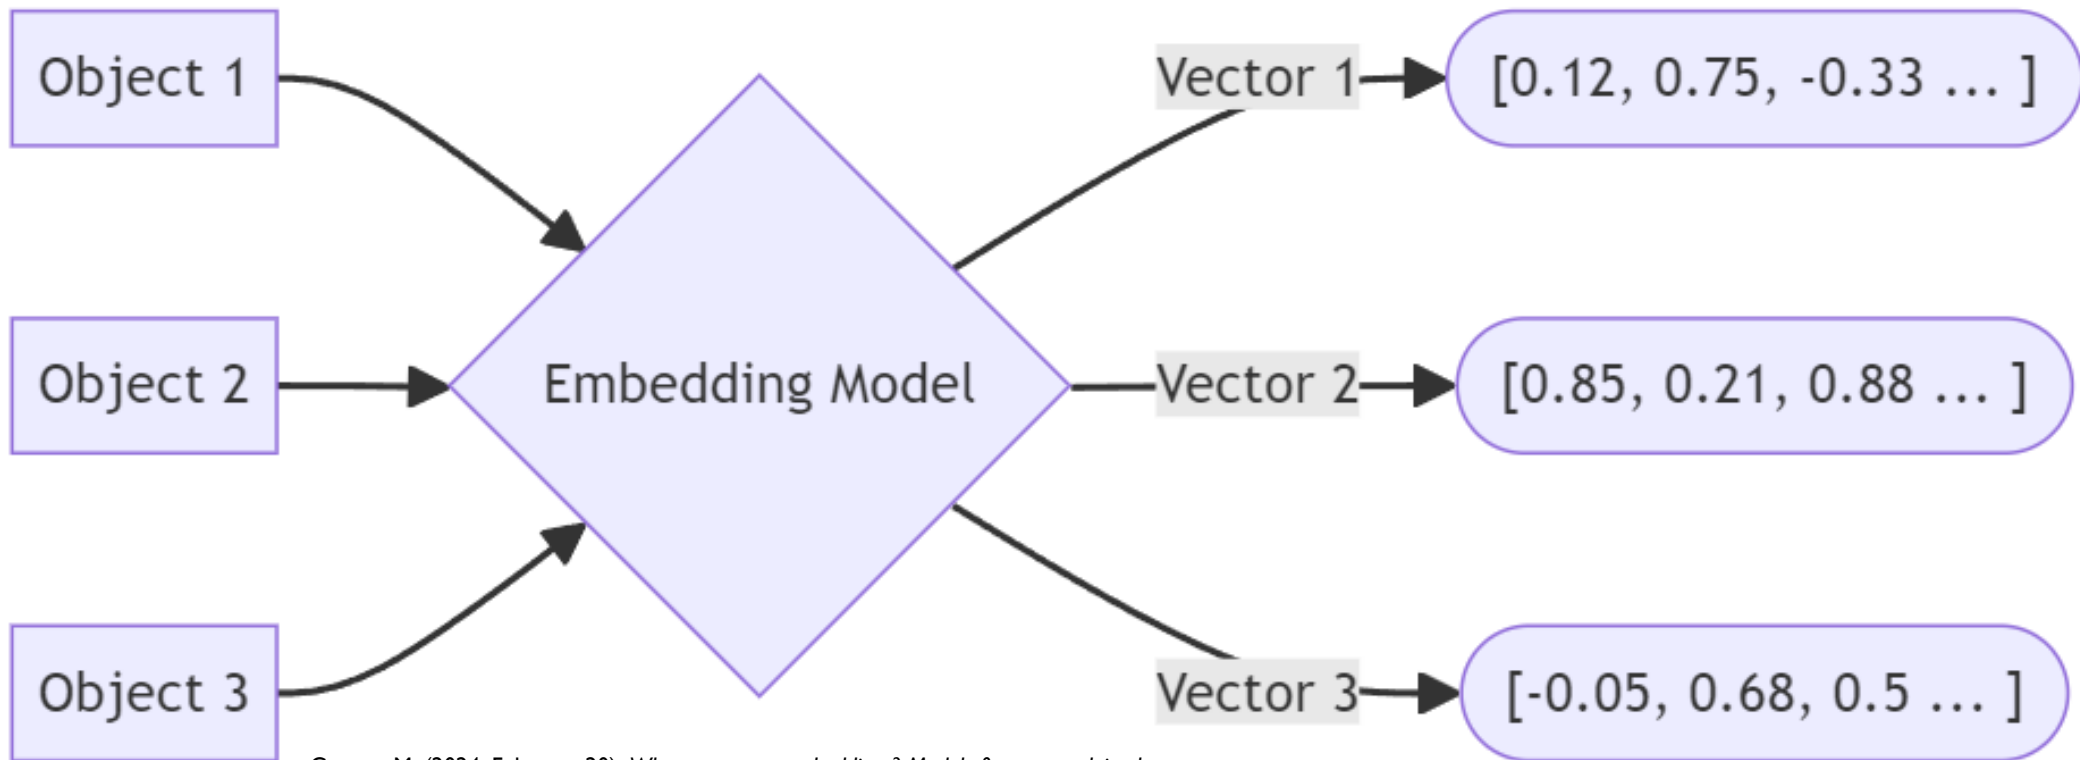 Object 1
Vector 1
[0.12, 0.75, -0.33 ... ]
Object 2
Embedding Model
Vector 2
[0.85, 0.21, 0.88 ... ]
Object 3
Vector 3
[-0.05, 0.68, 0.5 ... ]